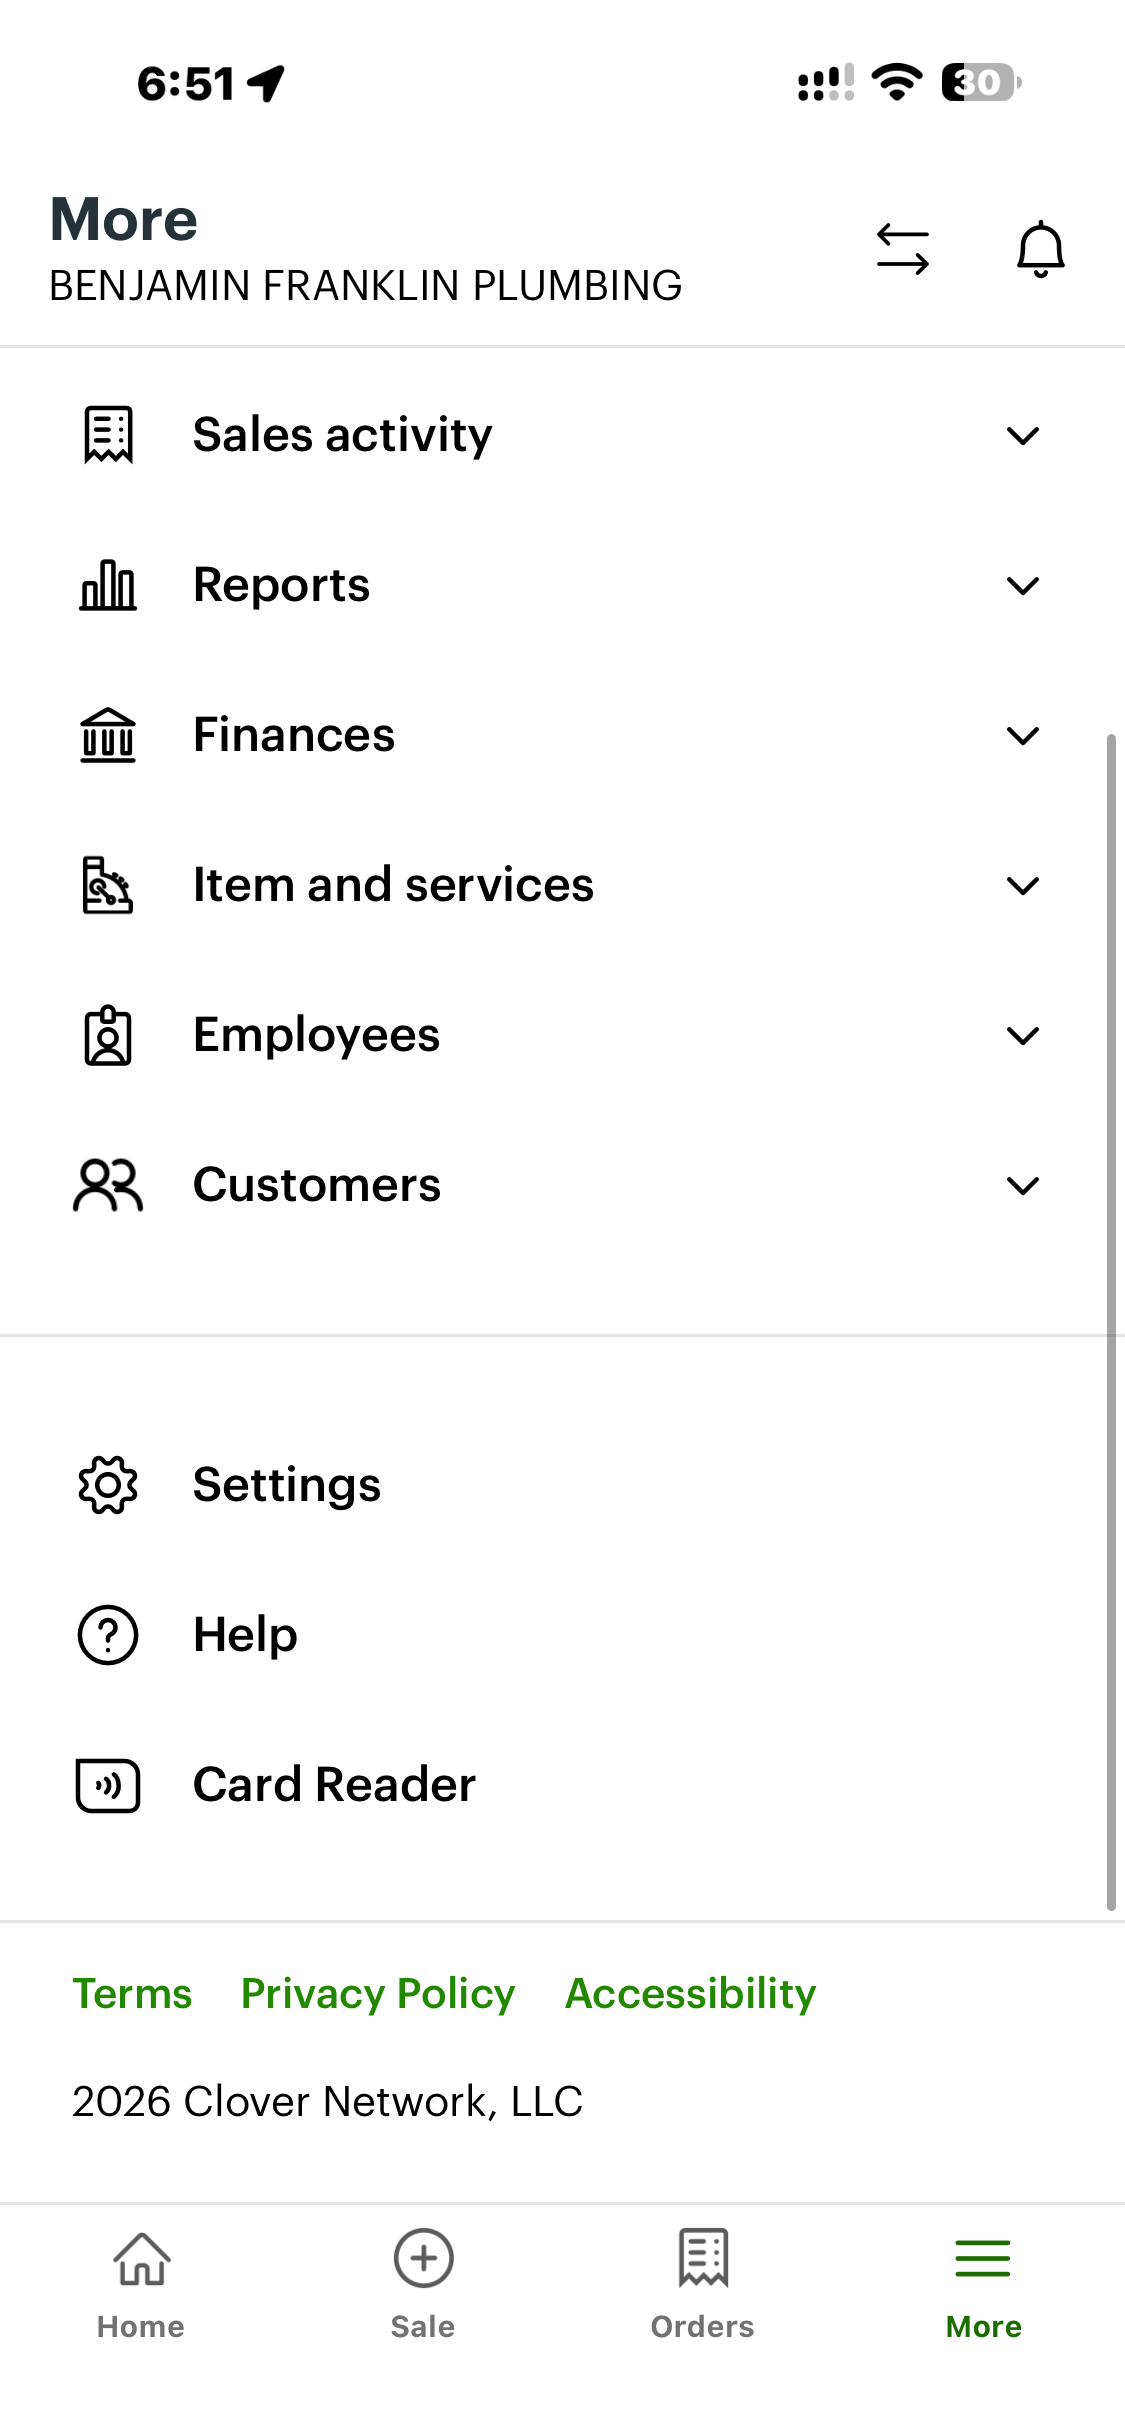 6:51
30
More
BENJAMIN FRANKLIN PLUMBING
Sales activity
Reports
Finances
Item and services
Employees
Customers
Settings
Help
Card Reader
Terms Privacy Policy Accessibility
2026 Clover Network, LLC
Home Sale Orders More